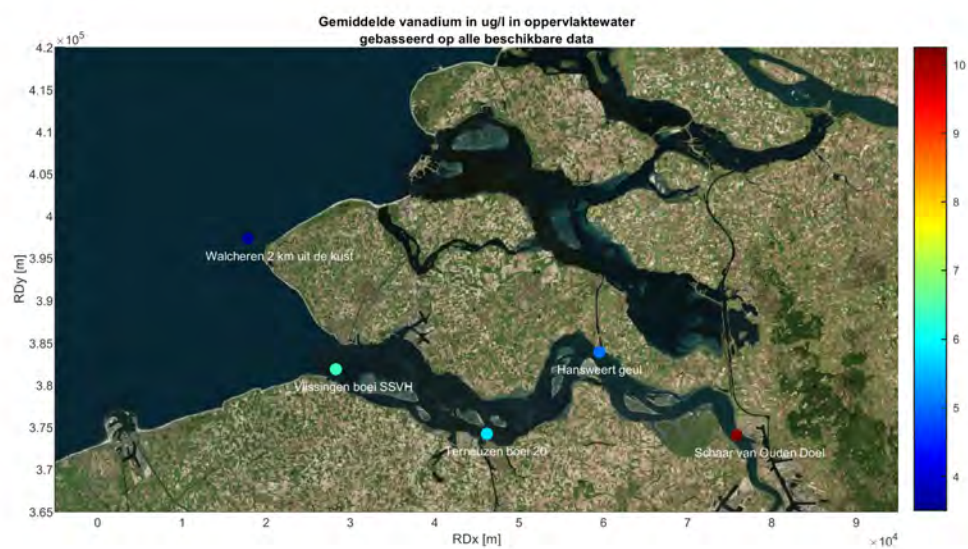 Gemiddelde vanadium in ug/l in oppervlaktewater
gebasseerd op alle beschikbare data
4.2 ×10⁵
4.15
4.1
4.05
4
3.95
3.9
3.85
3.8
3.75
3.7
3.65
RDy [m]
Walcheren 2 km uit de kust
Vlissingen boei SSVH
Hansweert geul
Terneuzen boei 20
Schaar van Ouden Doel
0 1 2 3 4 5 6 7 8 9
×10⁴
RDx [m]
10
9
8
7
6
5
4